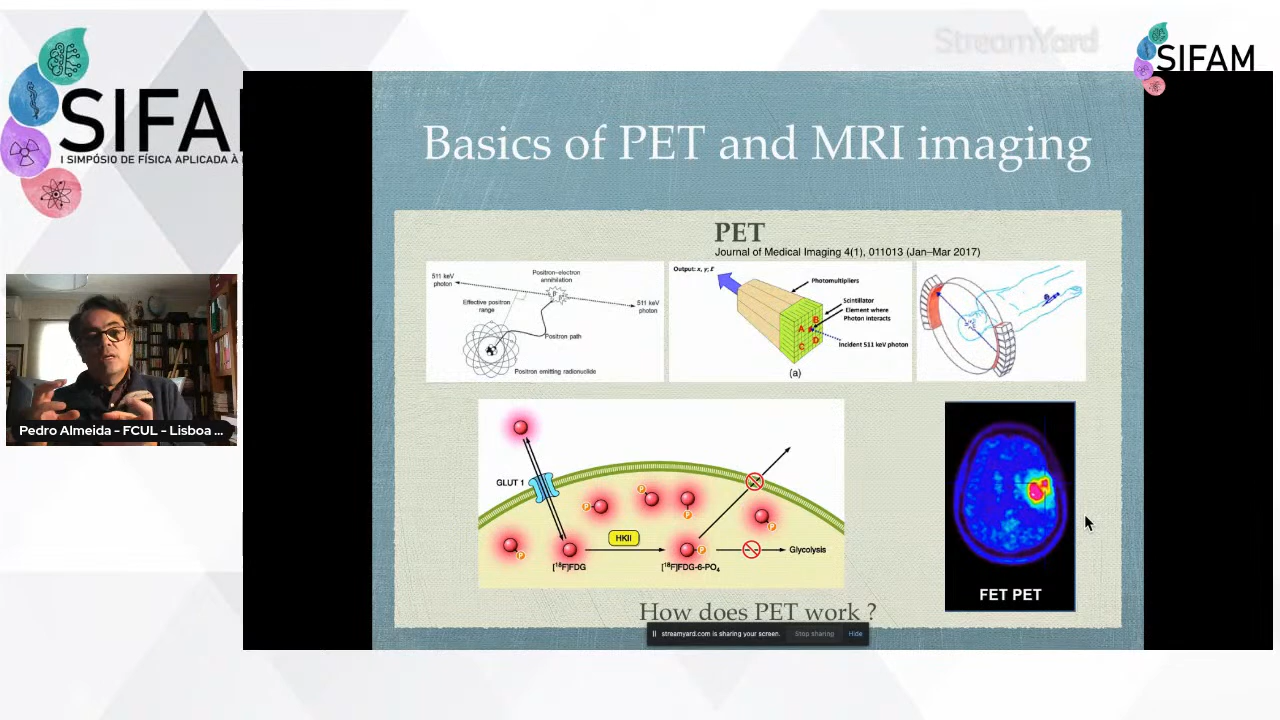 StreamYard
SIFAM
SIFA
I SIMPÓSIO DE FÍSICA APLICADA À
Basics of PET and MRI imaging
PET
Journal of Medical Imaging 4(1), 011013 (Jan–Mar 2017)
511 keV
photon
Positron–electron
annihilation
β⁻ β⁺
Effective positron
range
511 keV
photon
Positron path
Positron emitting radionuclide
Output: x, y; E
Photomultipliers
Scintillator
Element where
Photon interacts
A
B
C
D
Incident 511 keV photon
(a)
Pedro Almeida - FCUL - Lisboa ...
GLUT 1
P
P
P
P
P
HKII
P
Glycolysis
[¹⁸F]FDG
[¹⁸F]FDG-6-PO₄
FET PET
How does PET work ?
streamyard.com is sharing your screen.
Stop sharing
Hide